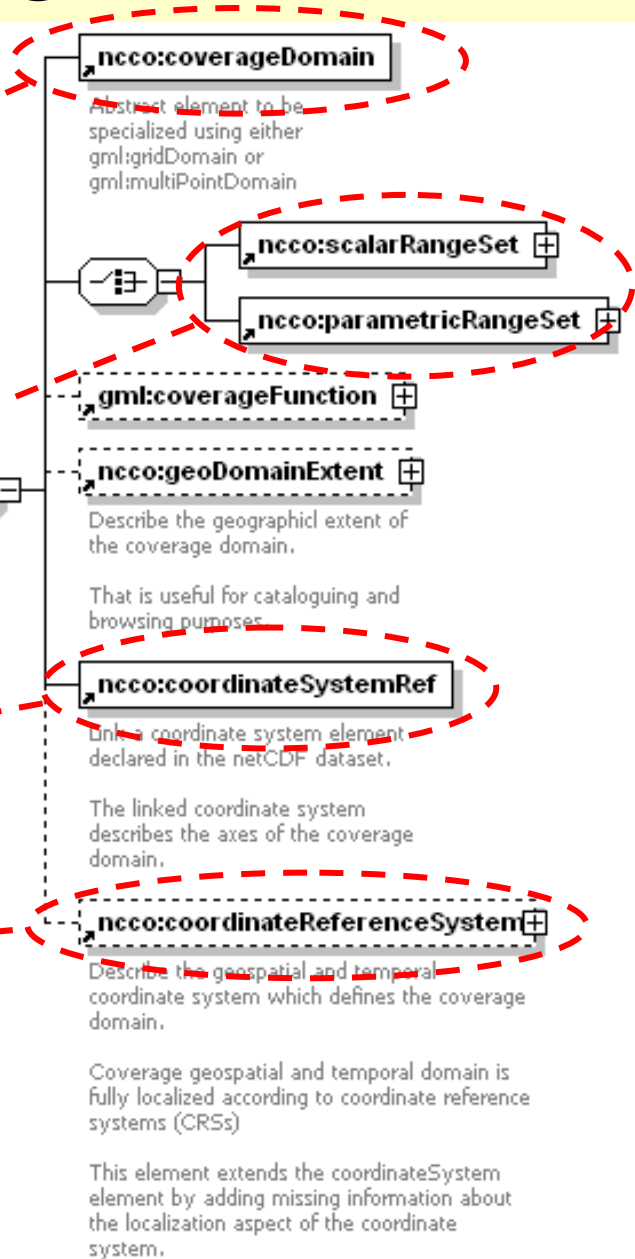 ncco:coverageDomain
Abstract element to be
specialized using either
gml:gridDomain or
gml:multiPointDomain
ncco:scalarRangeSet
ncco:parametricRangeSet
gml:coverageFunction
ncco:geoDomainExtent
Describe the geographicl extent of
the coverage domain.
That is useful for cataloguing and
browsing purposes.
ncco:coordinateSystemRef
Link a coordinate system element
declared in the netCDF dataset.
The linked coordinate system
describes the axes of the coverage
domain.
ncco:coordinateReferenceSystem
Describe the geospatial and temporal
coordinate system which defines the coverage
domain.
Coverage geospatial and temporal domain is
fully localized according to coordinate reference
systems (CRSs)
This element extends the coordinateSystem
element by adding missing information about
the localization aspect of the coordinate
system.